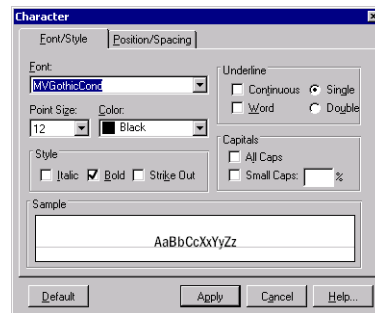 Character
Font/Style Position/Spacing
Font:
MVGothicCond
Point Size: Color:
12 Black
Style
Italic Bold Strike Out
Underline
Continuous Single
Word Double
Capitals
All Caps
Small Caps: %
Sample
AaBbCcXxYyZz
Default Apply Cancel Help...